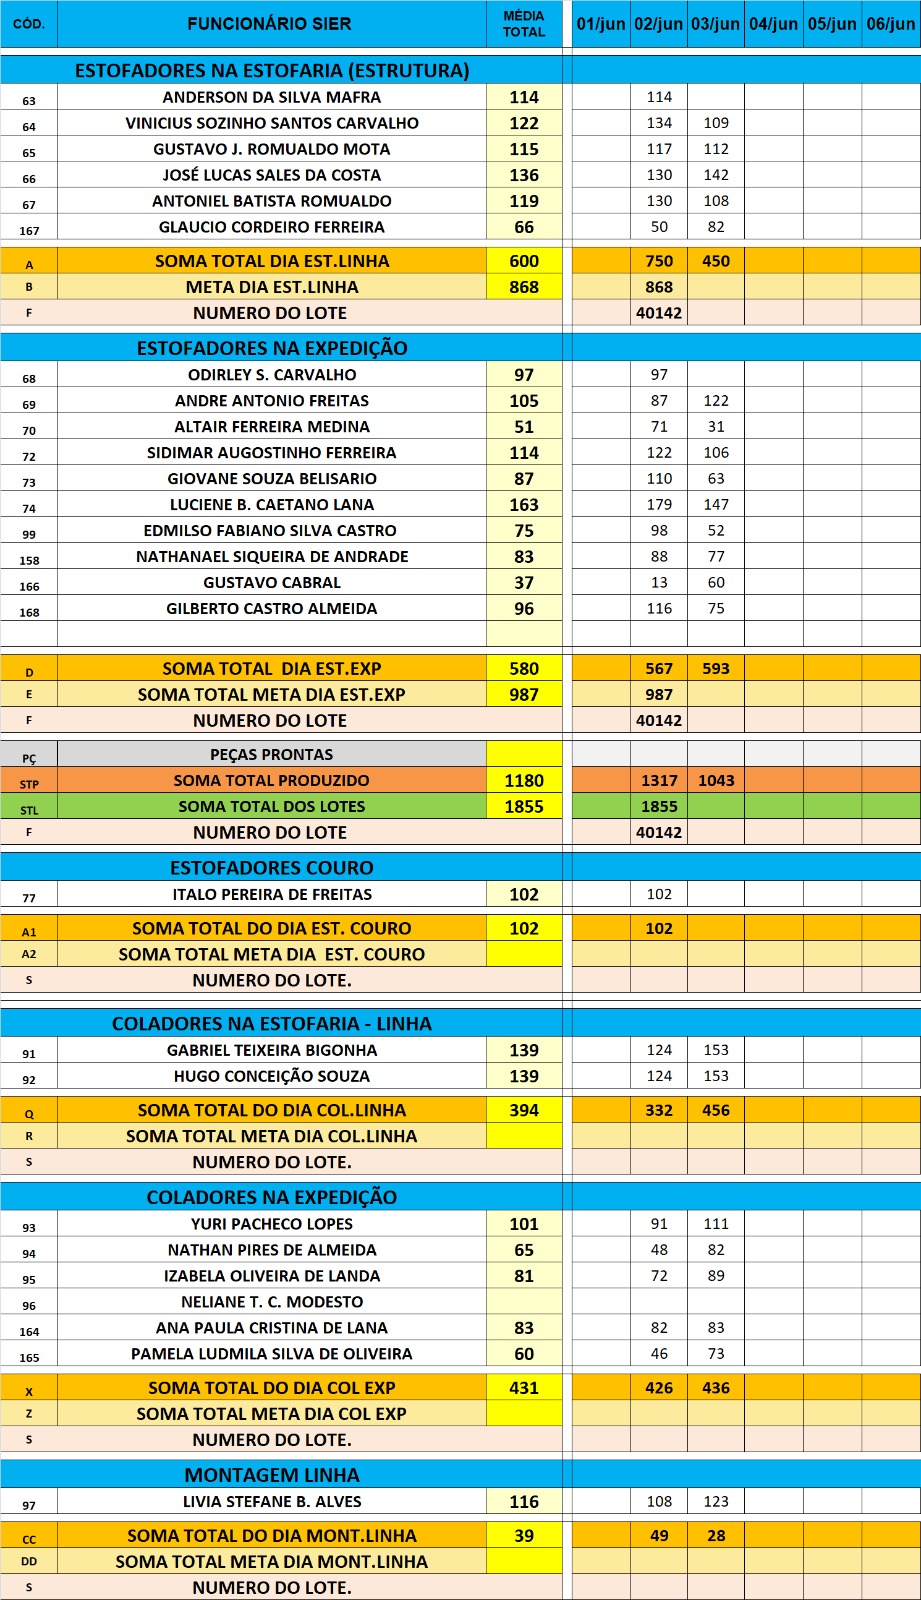 CÓD. FUNCIONÁRIO SIER MÉDIA TOTAL 01/jun 02/jun 03/jun 04/jun 05/jun 06/jun
ESTOFADORES NA ESTOFARIA (ESTRUTURA)
63 ANDERSON DA SILVA MAFRA 114 114
64 VINICIUS SOZINHO SANTOS CARVALHO 122 134 109
65 GUSTAVO J. ROMUALDO MOTA 115 117 112
66 JOSÉ LUCAS SALES DA COSTA 136 130 142
67 ANTONIEL BATISTA ROMUALDO 119 130 108
167 GLAUCIO CORDEIRO FERREIRA 66 50 82
A SOMA TOTAL DIA EST.LINHA 600 750 450
B META DIA EST.LINHA 868 868
F NUMERO DO LOTE 40142
ESTOFADORES NA EXPEDIÇÃO
68 ODIRLEY S. CARVALHO 97 97
69 ANDRE ANTONIO FREITAS 105 87 122
70 ALTAIR FERREIRA MEDINA 51 71 31
72 SIDIMAR AUGOSTINHO FERREIRA 114 122 106
73 GIOVANE SOUZA BELISARIO 87 110 63
74 LUCIENE B. CAETANO LANA 163 179 147
99 EDMILSO FABIANO SILVA CASTRO 75 98 52
158 NATHANAEL SIQUEIRA DE ANDRADE 83 88 77
166 GUSTAVO CABRAL 37 13 60
168 GILBERTO CASTRO ALMEIDA 96 116 75
D SOMA TOTAL DIA EST.EXP 580 567 593
E SOMA TOTAL META DIA EST.EXP 987 987
F NUMERO DO LOTE 40142
PÇ PEÇAS PRONTAS
STP SOMA TOTAL PRODUZIDO 1180 1317 1043
STL SOMA TOTAL DOS LOTES 1855 1855
F NUMERO DO LOTE 40142
ESTOFADORES COURO
77 ITALO PEREIRA DE FREITAS 102 102
A1 SOMA TOTAL DO DIA EST. COURO 102 102
A2 SOMA TOTAL META DIA EST. COURO
S NUMERO DO LOTE.
COLADORES NA ESTOFARIA - LINHA
91 GABRIEL TEIXEIRA BIGONHA 139 124 153
92 HUGO CONCEIÇÃO SOUZA 139 124 153
Q SOMA TOTAL DO DIA COL.LINHA 394 332 456
R SOMA TOTAL META DIA COL.LINHA
S NUMERO DO LOTE.
COLADORES NA EXPEDIÇÃO
93 YURI PACHECO LOPES 101 91 111
94 NATHAN PIRES DE ALMEIDA 65 48 82
95 IZABELA OLIVEIRA DE LANDA 81 72 89
96 NELIANE T. C. MODESTO
164 ANA PAULA CRISTINA DE LANA 83 82 83
165 PAMELA LUDMILA SILVA DE OLIVEIRA 60 46 73
X SOMA TOTAL DO DIA COL EXP 431 426 436
Z SOMA TOTAL META DIA COL EXP
S NUMERO DO LOTE.
MONTAGEM LINHA
97 LIVIA STEFANE B. ALVES 116 108 123
CC SOMA TOTAL DO DIA MONT.LINHA 39 49 28
DD SOMA TOTAL META DIA MONT.LINHA
S NUMERO DO LOTE.